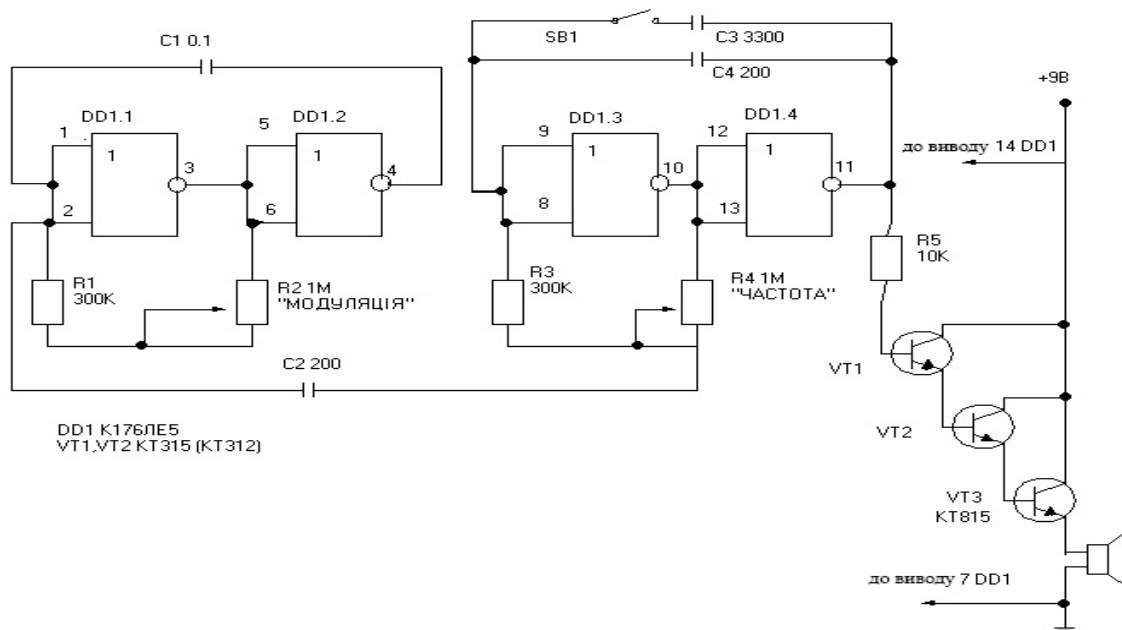 SB1
C3 3300
C1 0.1
C4 200
+9В
DD1.1
DD1.2
DD1.3
DD1.4
до виводу 14 DD1
1
2
1
3
5
6
1
4
9
8
1
10
12
13
1
11
R1
300K
R2 1M
"МОДУЛЯЦІЯ"
R3
300K
R4 1M
"ЧАСТОТА"
R5
10K
C2 200
VT1
VT2
VT3
KT815
DD1 К176ЛЕ5
VT1,VT2 KT315 (KT312)
до виводу 7 DD1